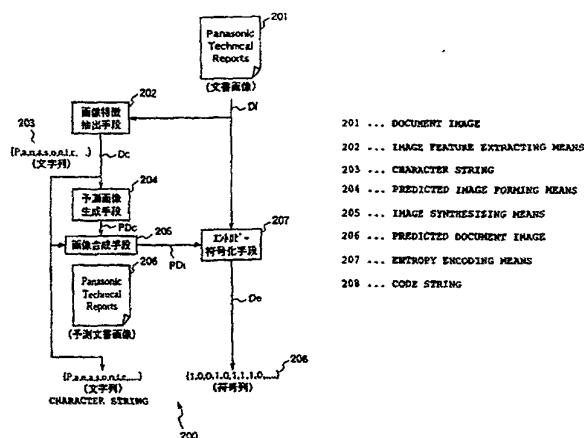 201
Panasonic
Technical
Reports
(文書画像)
Di
202
画像特徴
抽出手段
203
{P,a,n,a,s,o,n,i,c,...}
(文字列)
Dc
204
予測画像
生成手段
PDc
205
画像合成手段
PDi
207
エントロピー
符号化手段
206
Panasonic
Technical
Reports
(予測文書画像)
De
{P,a,n,a,s,o,n,i,c,...}
(文字列)
CHARACTER STRING
{1,0,0,1,0,1,1,1,0,...}
(符号列)
208
200
201 ... DOCUMENT IMAGE
202 ... IMAGE FEATURE EXTRACTING MEANS
203 ... CHARACTER STRING
204 ... PREDICTED IMAGE FORMING MEANS
205 ... IMAGE SYNTHESIZING MEANS
206 ... PREDICTED DOCUMENT IMAGE
207 ... ENTROPY ENCODING MEANS
208 ... CODE STRING